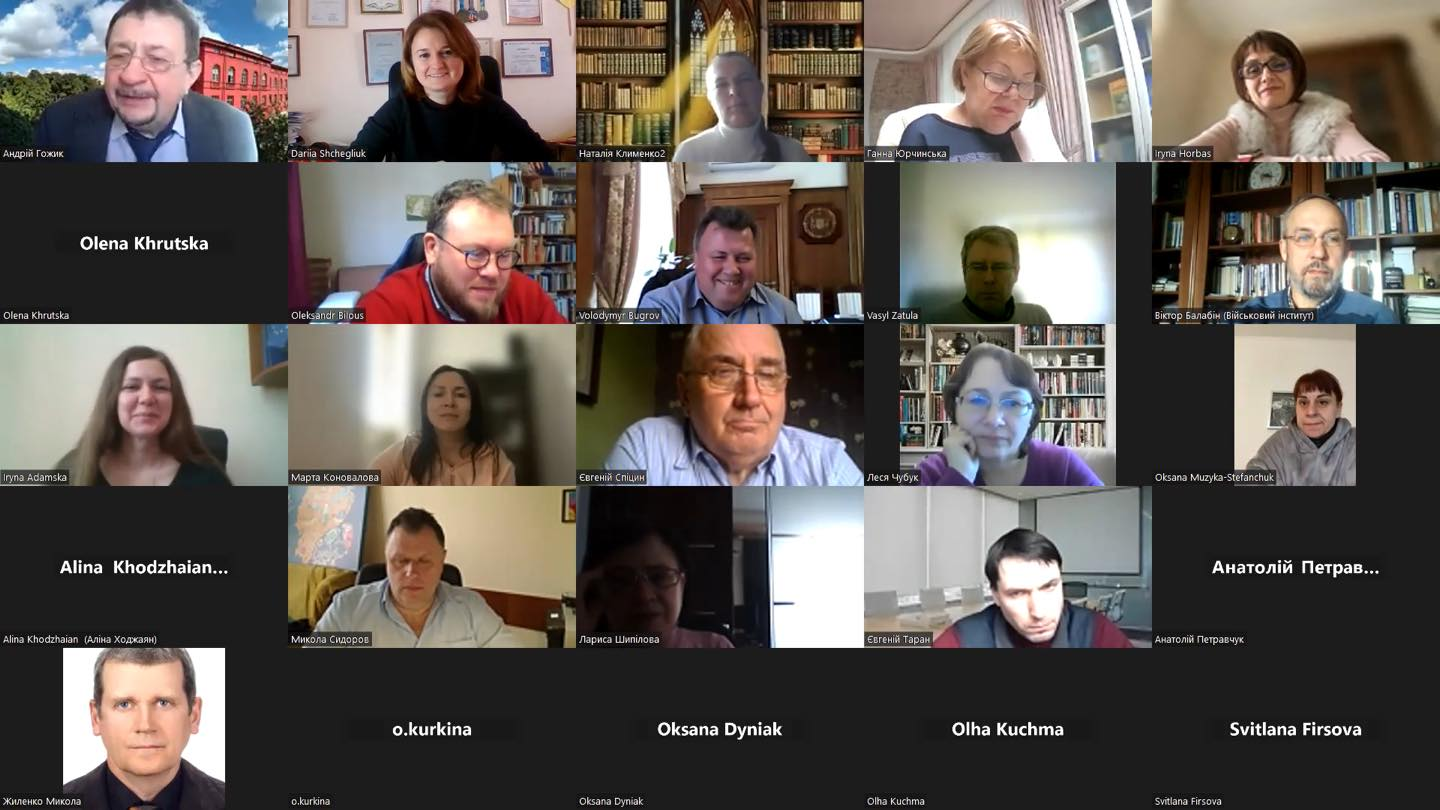 Андрій Гожик
Dariia Shchegliuk
Наталія Клименко2
Ганна Юрчинська
Iryna Horbas
Olena Khrutska
Olena Khrutska
Oleksandr Bilous
Volodymyr Bugrov
Vasyl Zatula
Віктор Балабін (Військовий інститут)
Iryna Adamska
Марта Коновалова
Євгеній Спіцин
Леся Чубук
Oksana Muzyka-Stefanchuk
Alina Khodzhaian...
Alina Khodzhaian (Аліна Ходжаян)
Микола Сидоров
Лариса Шипілова
Євгеній Таран
Анатолій Петрав...
Анатолій Петравчук
Жиленко Микола
o.kurkina
o.kurkina
Oksana Dyniak
Oksana Dyniak
Olha Kuchma
Olha Kuchma
Svitlana Firsova
Svitlana Firsova